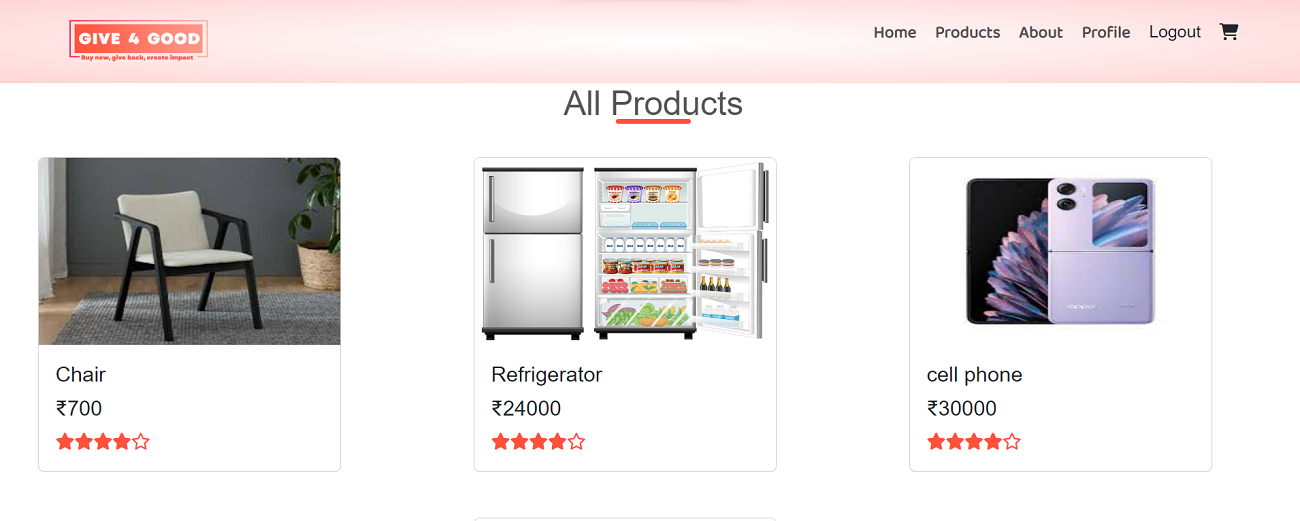 GIVE 4 GOOD
Buy new, give back, create impact
Home Products About Profile Logout
All Products
Chair
₹700
Refrigerator
₹24000
cell phone
₹30000
oppo